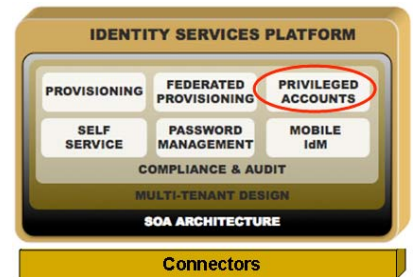 IDENTITY SERVICES PLATFORM
PROVISIONING
FEDERATED
PROVISIONING
PRIVILEGED
ACCOUNTS
SELF
SERVICE
PASSWORD
MANAGEMENT
MOBILE
IdM
COMPLIANCE & AUDIT
MULTI-TENANT DESIGN
SOA ARCHITECTURE
Connectors